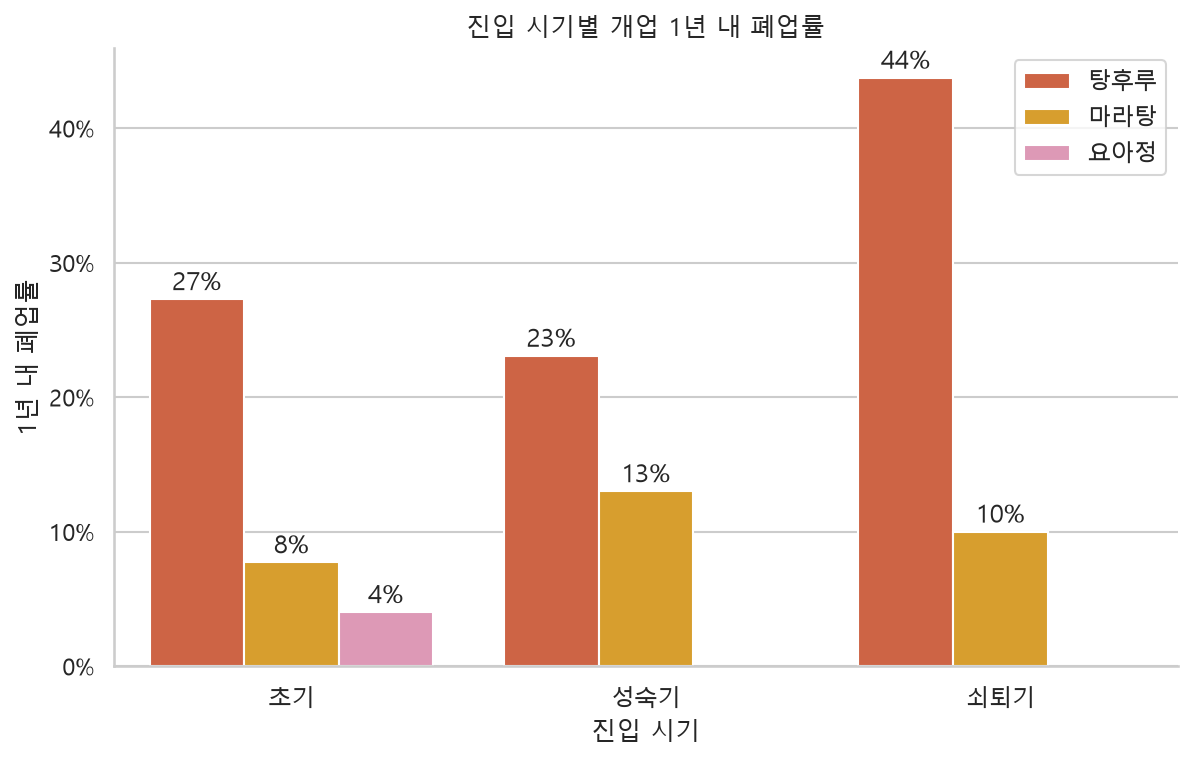 진입 시기별 개업 1년 내 폐업률
44%
탕후루
40%
마라탕
요아정
30%
27%
23%
20%
13%
10%
10%
8%
4%
0%
1년 내 폐업률
초기
성숙기
쇠퇴기
진입 시기